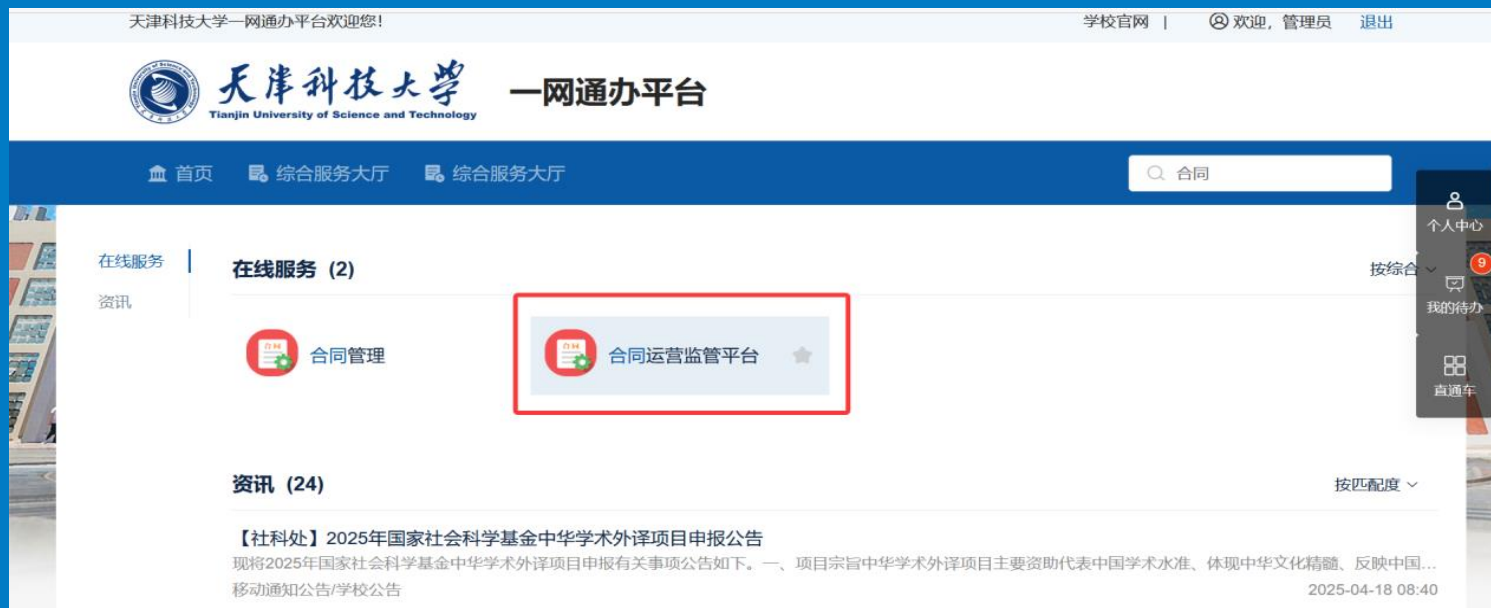 天津科技大学一网通办平台欢迎您!
学校官网 | 欢迎, 管理员 退出
天津科技大学 一网通办平台
Tianjin University of Science and Technology
首页 综合服务大厅 综合服务大厅 合同
个人中心
在线服务 在线服务 (2) 按综合 9
资讯 我的待办
合同管理 合同运营监管平台
直通车
资讯 (24) 按匹配度
【社科处】2025年国家社会科学基金中华学术外译项目申报公告
现将2025年国家社会科学基金中华学术外译项目申报有关事项公告如下。一、项目宗旨中华学术外译项目主要资助代表中国学术水准、体现中华文化精髓、反映中国...
移动通知公告/学校公告 2025-04-18 08:40